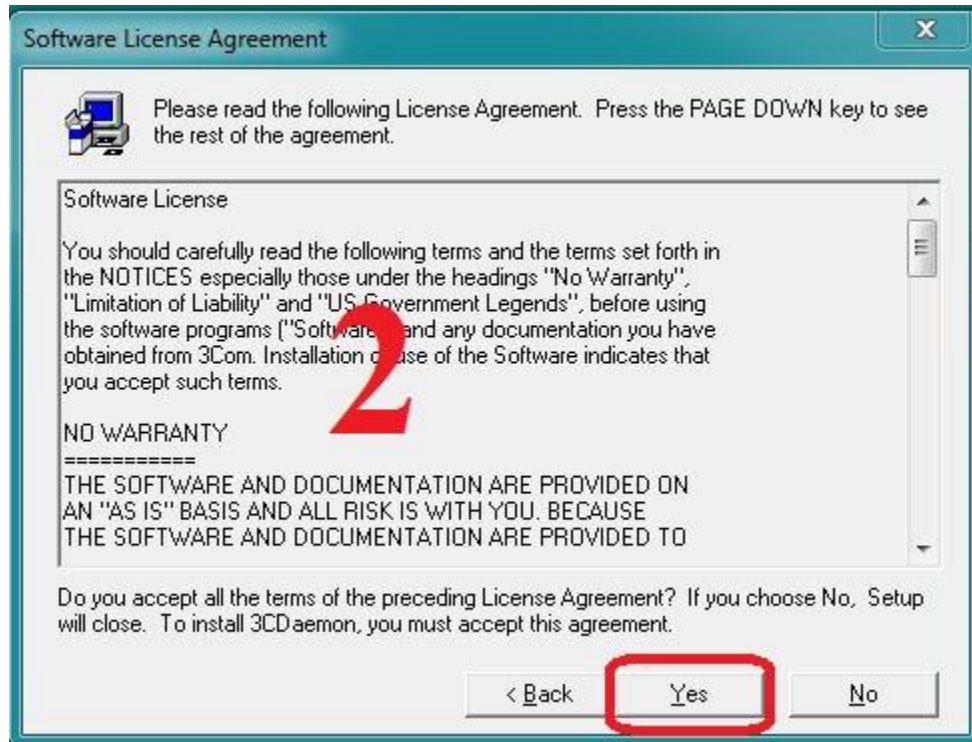 Software License Agreement
Please read the following License Agreement. Press the PAGE DOWN key to see
the rest of the agreement.
Software License
You should carefully read the following terms and the terms set forth in
the NOTICES especially those under the headings "No Warranty",
"Limitation of Liability" and "US Government Legends", before using
the software programs ("Software") and any documentation you have
obtained from 3Com. Installation or use of the Software indicates that
you accept such terms.
2
NO WARRANTY
===========
THE SOFTWARE AND DOCUMENTATION ARE PROVIDED ON
AN "AS IS" BASIS AND ALL RISK IS WITH YOU. BECAUSE
THE SOFTWARE AND DOCUMENTATION ARE PROVIDED TO
Do you accept all the terms of the preceding License Agreement? If you choose No, Setup
will close. To install 3CDaemon, you must accept this agreement.
< Back
Yes
No